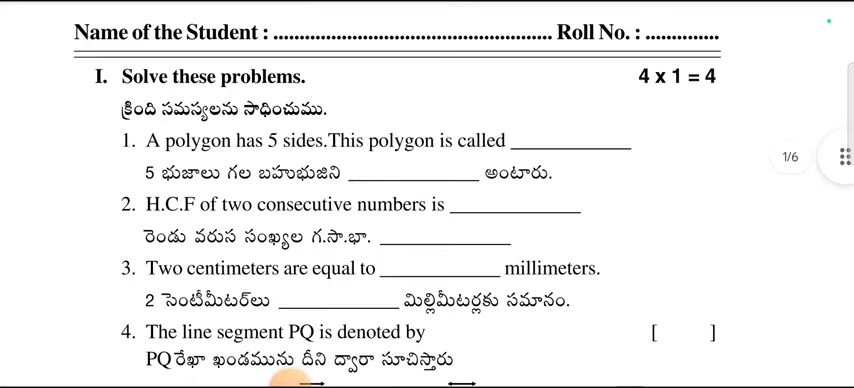 Name of the Student : ..................................................... Roll No. : ..............
I. Solve these problems. 4 x 1 = 4
క్రింది సమస్యలను సాధించుము.
1. A polygon has 5 sides.This polygon is called ____________
5 భుజాలు గల బహుభుజిని _____________ అంటారు.
2. H.C.F of two consecutive numbers is _____________
రెండు వరుస సంఖ్యల గ.సా.భా. _____________
3. Two centimeters are equal to ____________ millimeters.
2 సెంటీమీటర్‌లు ____________ మిల్లిమీటర్లకు సమానం.
4. The line segment PQ is denoted by [ ]
PQ రేఖా ఖండమును దీని ద్వారా సూచిస్తారు
1/6